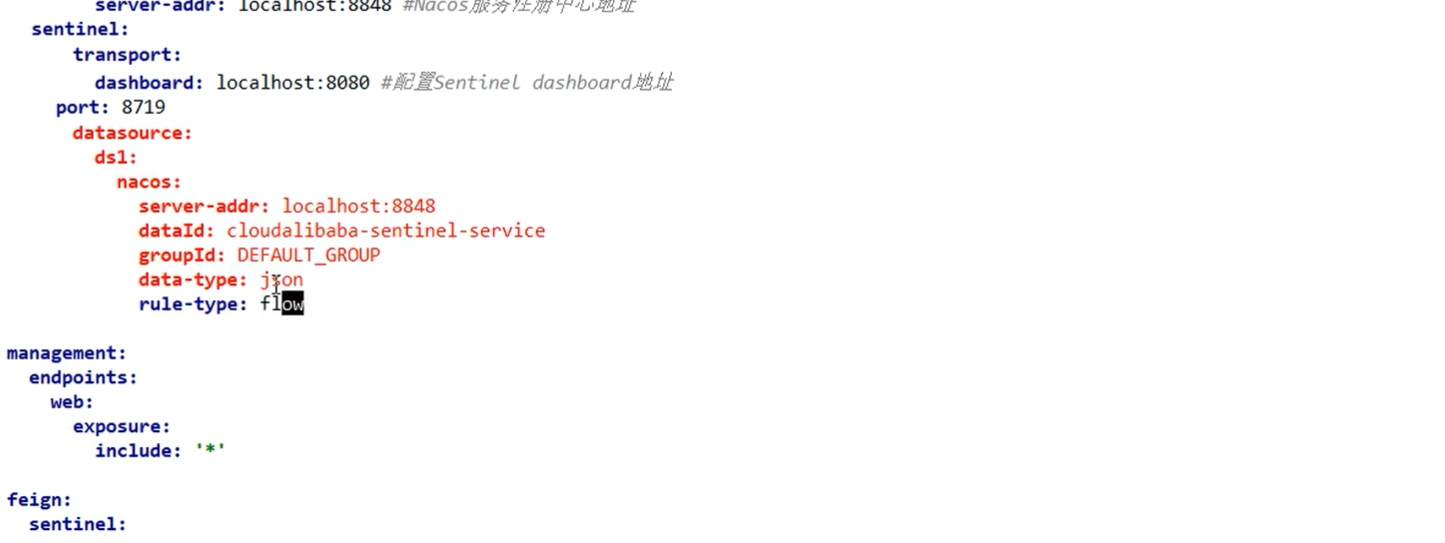 server-addr: localhost:8848 #Nacos服务注册中心地址
sentinel:
transport:
dashboard: localhost:8080 #配置Sentinel dashboard地址
port: 8719
datasource:
ds1:
nacos:
server-addr: localhost:8848
dataId: cloudalibaba-sentinel-service
groupId: DEFAULT_GROUP
data-type: json
rule-type: flow
management:
endpoints:
web:
exposure:
include: '*'
feign:
sentinel: